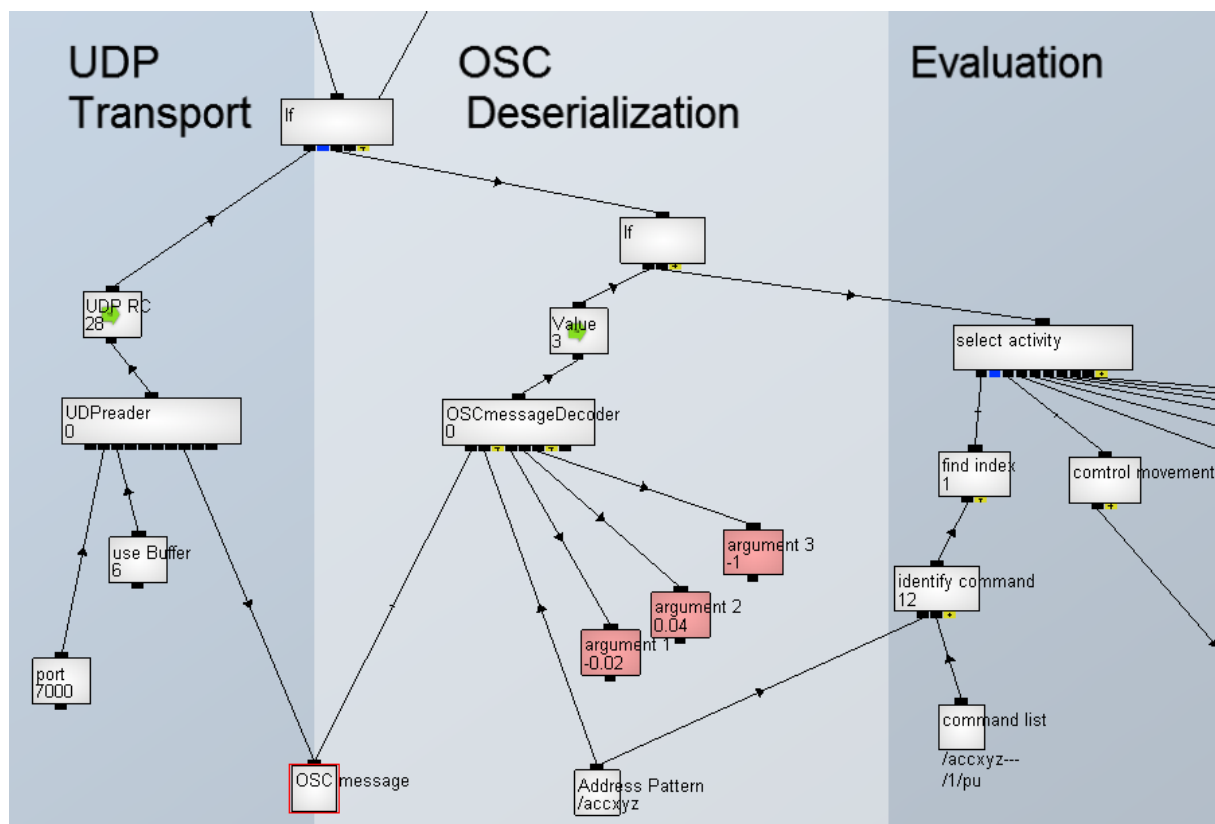 UDP
Transport
OSC
Deserialization
Evaluation
If
If
UDP RC
28
Value
3
select activity
UDPreader
0
OSCmessageDecoder
0
find index
1
comtrol movement
use Buffer
6
argument 3
-1
identify command
12
argument 2
0.04
argument 1
-0.02
port
7000
command list
/accxyz---
/1/pu
OSC message
Address Pattern
/accxyz